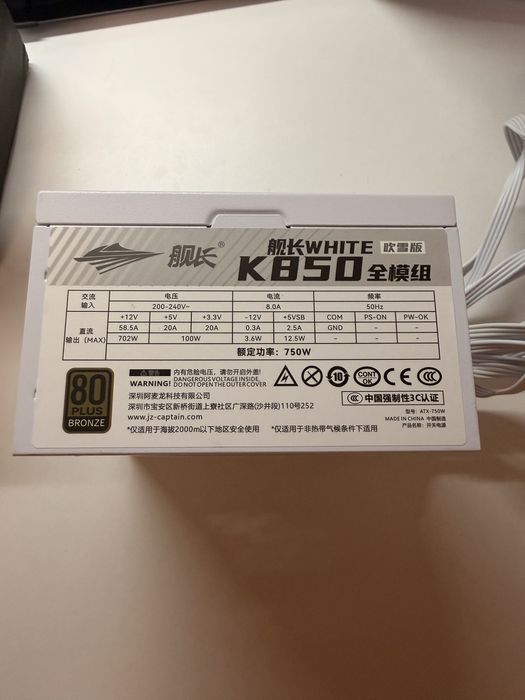 舰长®
舰长WHITE 吹雪版
K850 全模组
交流输入 电压 电流 频率
200-240V~ 8.0A 50Hz
直流输出(MAX) +12V +5V +3.3V -12V +5VSB COM PS-ON PW-OK
58.5A 20A 20A 0.3A 2.5A GND - -
702W 100W 3.6W 12.5W - - -
额定功率：750W
80 PLUS BRONZE
警告 内有危险电压，请勿打开外盖！
WARNING! DANGEROUS VOLTAGE INSIDE.
DO NOT OPEN THE OUTER COVER
10 CONT OK CE CCC
深圳阿麦龙科技有限公司
深圳市宝安区新桥街道上寮社区广深路(沙井段)110号2S2
www.jz-captain.com
CCC 中国强制性3C认证
型号：ATX-750W
MADE IN CHINA 中国制造
产品名称：开关电源
*仅适用于海拔2000m以下地区安全使用 *仅适用于非热带气候条件下适用